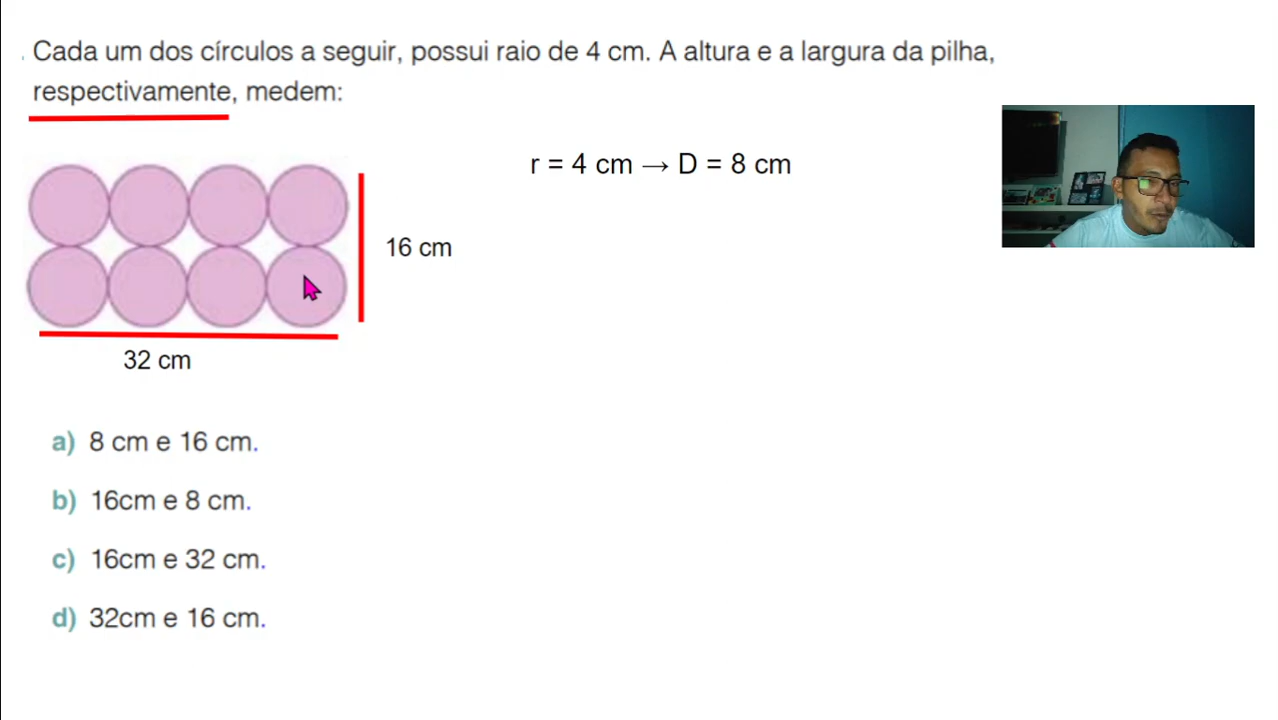 Cada um dos círculos a seguir, possui raio de 4 cm. A altura e a largura da pilha,
respectivamente, medem:
r = 4 cm → D = 8 cm
16 cm
32 cm
a) 8 cm e 16 cm.
b) 16cm e 8 cm.
c) 16cm e 32 cm.
d) 32cm e 16 cm.